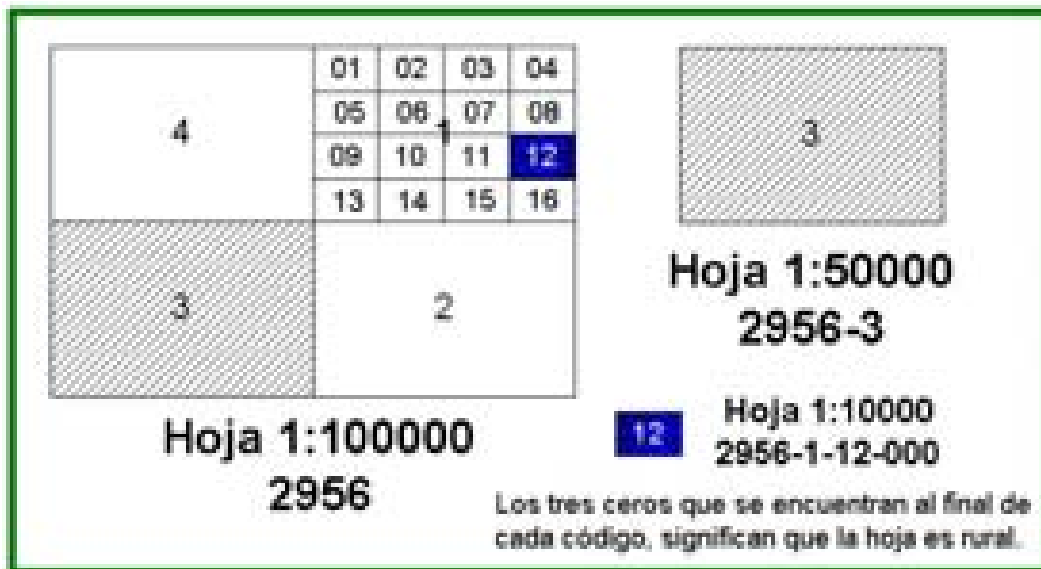 01 02 03 04
05 06 07 08
09 10 11 12
13 14 15 16
4
1
3
2
Hoja 1:100000
2956
3
Hoja 1:50000
2956-3
12
Hoja 1:10000
2956-1-12-000
Los tres ceros que se encuentran al final de
cada código, significan que la hoja es rural.